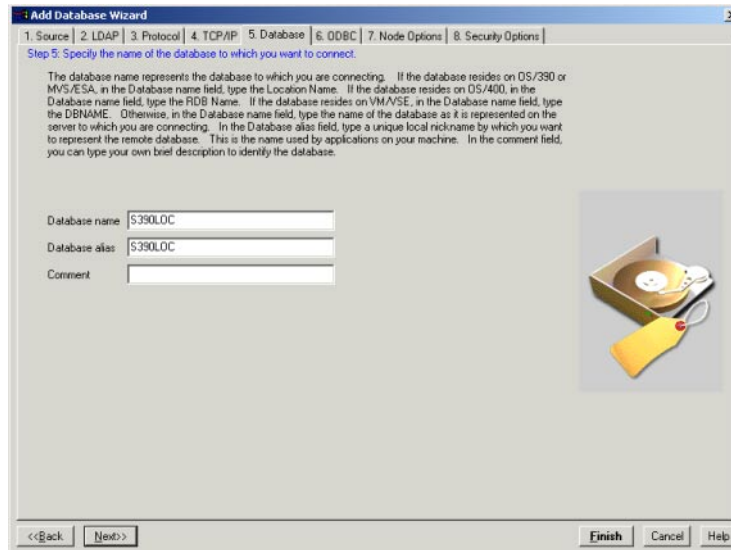 Add Database Wizard
1. Source 2. LDAP 3. Protocol 4. TCP/IP 5. Database 6. ODBC 7. Node Options 8. Security Options
Step 5: Specify the name of the database to which you want to connect.
The database name represents the database to which you are connecting. If the database resides on OS/390 or
MVS/ESA, in the Database name field, type the Location Name. If the database resides on OS/400, in the
Database name field, type the RDB Name. If the database resides on VM/VSE, in the Database name field, type
the DBNAME. Otherwise, in the Database name field, type the name of the database as it is represented on the
server to which you are connecting. In the Database alias field, type a unique local nickname by which you want
to represent the remote database. This is the name used by applications on your machine. In the comment field,
you can type your own brief description to identify the database.
Database name S390LOC
Database alias S390LOC
Comment
<<Back Next>> Finish Cancel Help